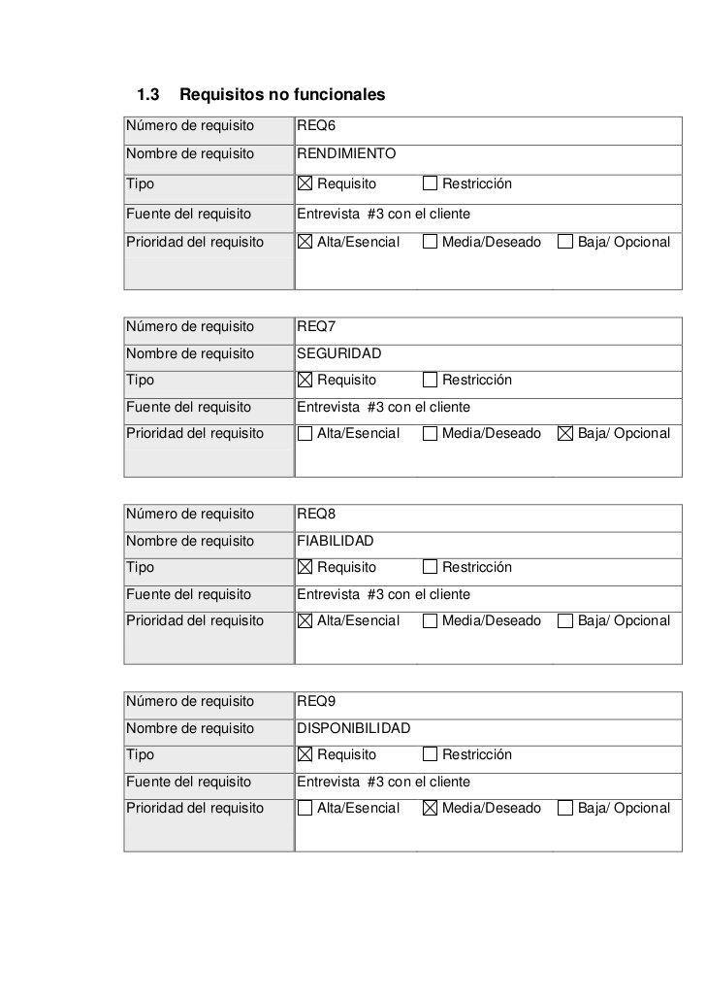 1.3 Requisitos no funcionales
Número de requisito REQ6
Nombre de requisito RENDIMIENTO
Tipo ☒ Requisito ☐ Restricción
Fuente del requisito Entrevista #3 con el cliente
Prioridad del requisito ☒ Alta/Esencial ☐ Media/Deseado ☐ Baja/ Opcional
Número de requisito REQ7
Nombre de requisito SEGURIDAD
Tipo ☒ Requisito ☐ Restricción
Fuente del requisito Entrevista #3 con el cliente
Prioridad del requisito ☐ Alta/Esencial ☐ Media/Deseado ☒ Baja/ Opcional
Número de requisito REQ8
Nombre de requisito FIABILIDAD
Tipo ☒ Requisito ☐ Restricción
Fuente del requisito Entrevista #3 con el cliente
Prioridad del requisito ☒ Alta/Esencial ☐ Media/Deseado ☐ Baja/ Opcional
Número de requisito REQ9
Nombre de requisito DISPONIBILIDAD
Tipo ☒ Requisito ☐ Restricción
Fuente del requisito Entrevista #3 con el cliente
Prioridad del requisito ☐ Alta/Esencial ☒ Media/Deseado ☐ Baja/ Opcional